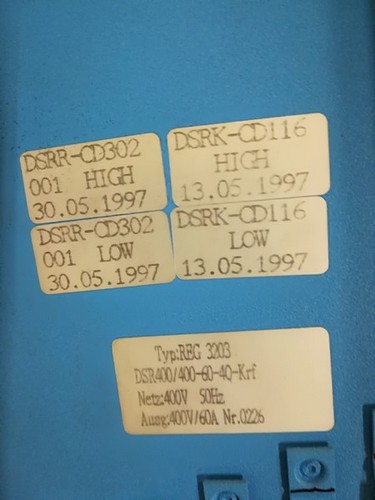 DSRR-CD302
001 HIGH
30.05.1997
DSRK-CD116
HIGH
13.05.1997
DSRR-CD302
001 LOW
30.05.1997
DSRK-CD116
LOW
13.05.1997
Typ:REG 3203
DSR400/400-60-4Q-Krf
Netz:400V 50Hz
Ausg:400V/60A Nr.0226